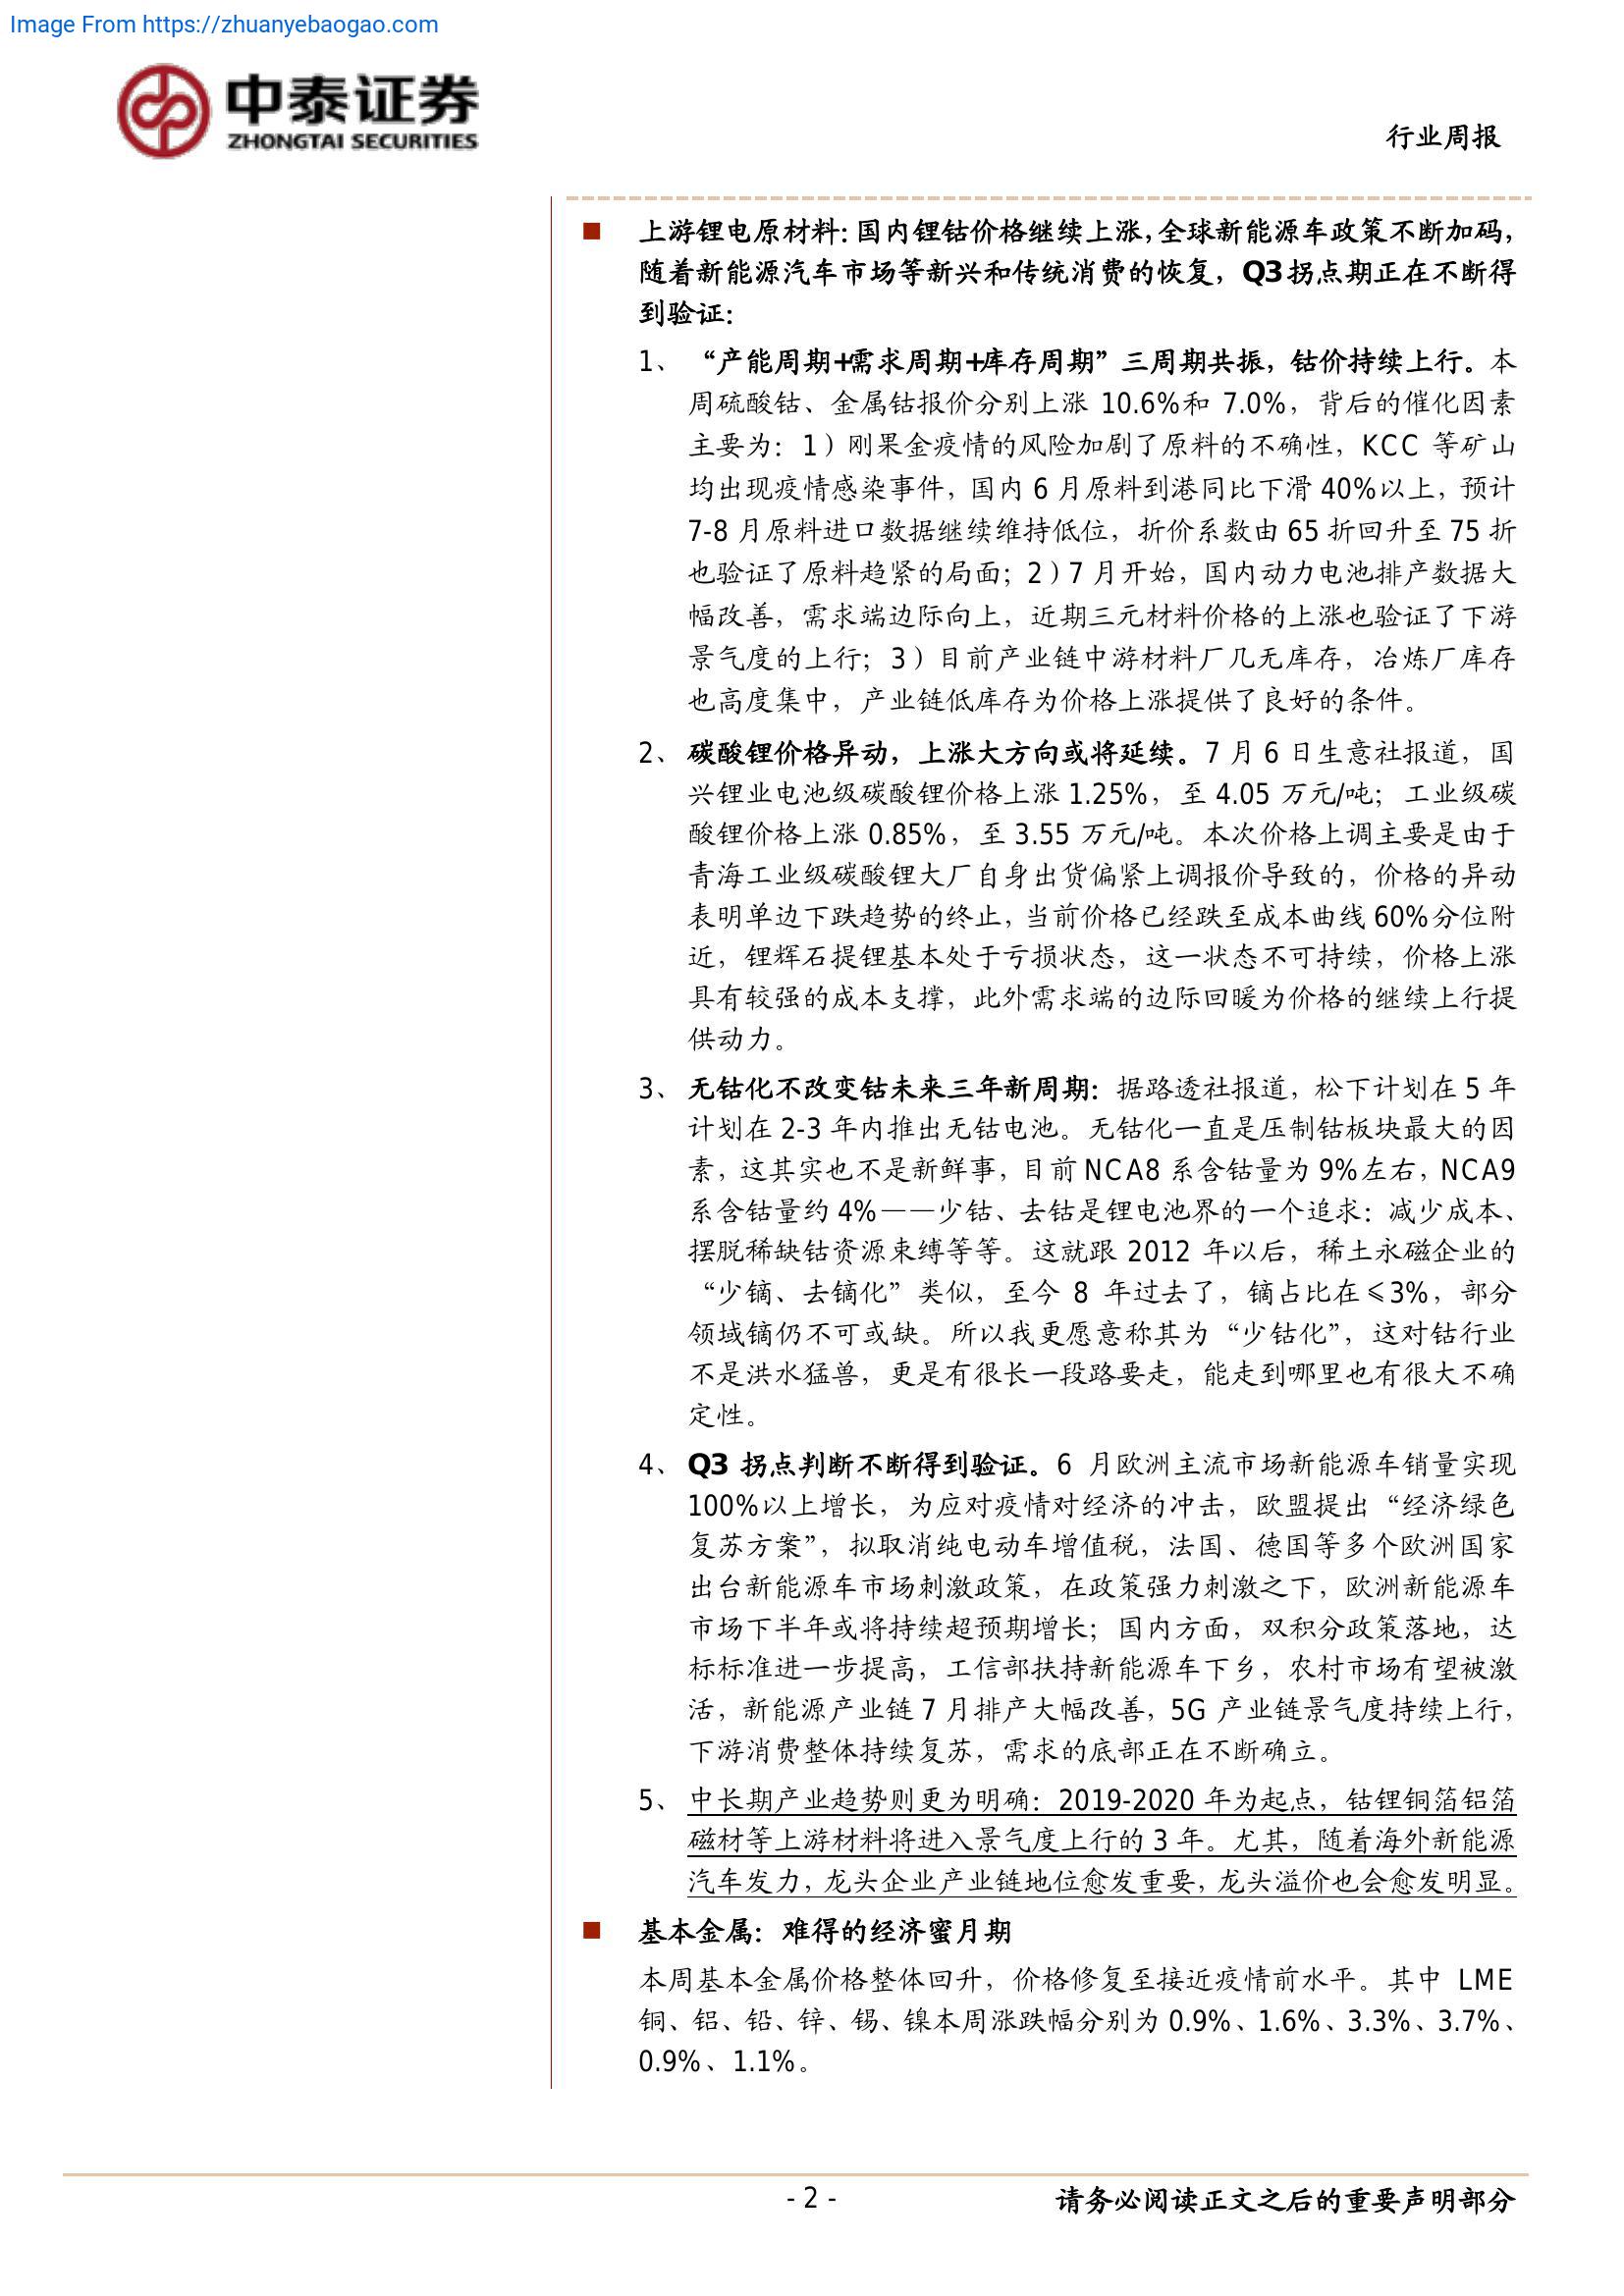 Image From https://zhuanyebaogao.com
中泰证券
ZHONGTAI SECURITIES
行业周报
上游锂电原材料：国内锂钴价格继续上涨，全球新能源车政策不断加码，
随着新能源汽车市场等新兴和传统消费的恢复，Q3拐点期正在不断得
到验证：
1、 “产能周期+需求周期+库存周期”三周期共振，钴价持续上行。本
周硫酸钴、金属钴报价分别上涨 10.6%和 7.0%，背后的催化因素
主要为：1）刚果金疫情的风险加剧了原料的不确性，KCC 等矿山
均出现疫情感染事件，国内 6 月原料到港同比下滑 40%以上，预计
7-8 月原料进口数据继续维持低位，折价系数由 65 折回升至 75 折
也验证了原料趋紧的局面；2）7 月开始，国内动力电池排产数据大
幅改善，需求端边际向上，近期三元材料价格的上涨也验证了下游
景气度的上行；3）目前产业链中游材料厂几无库存，冶炼厂库存
也高度集中，产业链低库存为价格上涨提供了良好的条件。
2、 碳酸锂价格异动，上涨大方向或将延续。7 月 6 日生意社报道，国
兴锂业电池级碳酸锂价格上涨 1.25%，至 4.05 万元/吨；工业级碳
酸锂价格上涨 0.85%，至 3.55 万元/吨。本次价格上调主要是由于
青海工业级碳酸锂大厂自身出货偏紧上调报价导致的，价格的异动
表明单边下跌趋势的终止，当前价格已经跌至成本曲线 60%分位附
近，锂辉石提锂基本处于亏损状态，这一状态不可持续，价格上涨
具有较强的成本支撑，此外需求端的边际回暖为价格的继续上行提
供动力。
3、 无钴化不改变钴未来三年新周期：据路透社报道，松下计划在 5 年
计划在 2-3 年内推出无钴电池。无钴化一直是压制钴板块最大的因
素，这其实也不是新鲜事，目前 NCA8 系含钴量为 9%左右，NCA9
系含钴量约 4%——少钴、去钴是锂电池界的一个追求：减少成本、
摆脱稀缺钴资源束缚等等。这就跟 2012 年以后，稀土永磁企业的
“少镝、去镝化”类似，至今 8 年过去了，镝占比在≤3%，部分
领域镝仍不可或缺。所以我更愿意称其为“少钴化”，这对钴行业
不是洪水猛兽，更是有很长一段路要走，能走到哪里也有很大不确
定性。
4、 Q3 拐点判断不断得到验证。6 月欧洲主流市场新能源车销量实现
100%以上增长，为应对疫情对经济的冲击，欧盟提出“经济绿色
复苏方案”，拟取消纯电动车增值税，法国、德国等多个欧洲国家
出台新能源车市场刺激政策，在政策强力刺激之下，欧洲新能源车
市场下半年或将持续超预期增长；国内方面，双积分政策落地，达
标标准进一步提高，工信部扶持新能源车下乡，农村市场有望被激
活，新能源产业链 7 月排产大幅改善，5G 产业链景气度持续上行，
下游消费整体持续复苏，需求的底部正在不断确立。
5、 中长期产业趋势则更为明确：2019-2020 年为起点，钴锂铜箔铝箔
磁材等上游材料将进入景气度上行的 3 年。尤其，随着海外新能源
汽车发力，龙头企业产业链地位愈发重要，龙头溢价也会愈发明显。
基本金属：难得的经济蜜月期
本周基本金属价格整体回升，价格修复至接近疫情前水平。其中 LME
铜、铝、铅、锌、锡、镍本周涨跌幅分别为 0.9%、1.6%、3.3%、3.7%、
0.9%、1.1%。
- 2 -
请务必阅读正文之后的重要声明部分